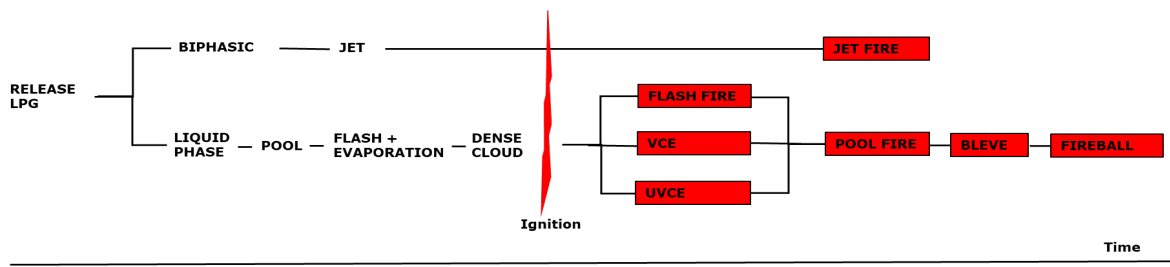 BIPHASIC
JET
JET FIRE
RELEASE
LPG
FLASH FIRE
LIQUID
PHASE
POOL
FLASH +
EVAPORATION
DENSE
CLOUD
VCE
POOL FIRE
BLEVE
FIREBALL
UVCE
Ignition
Time